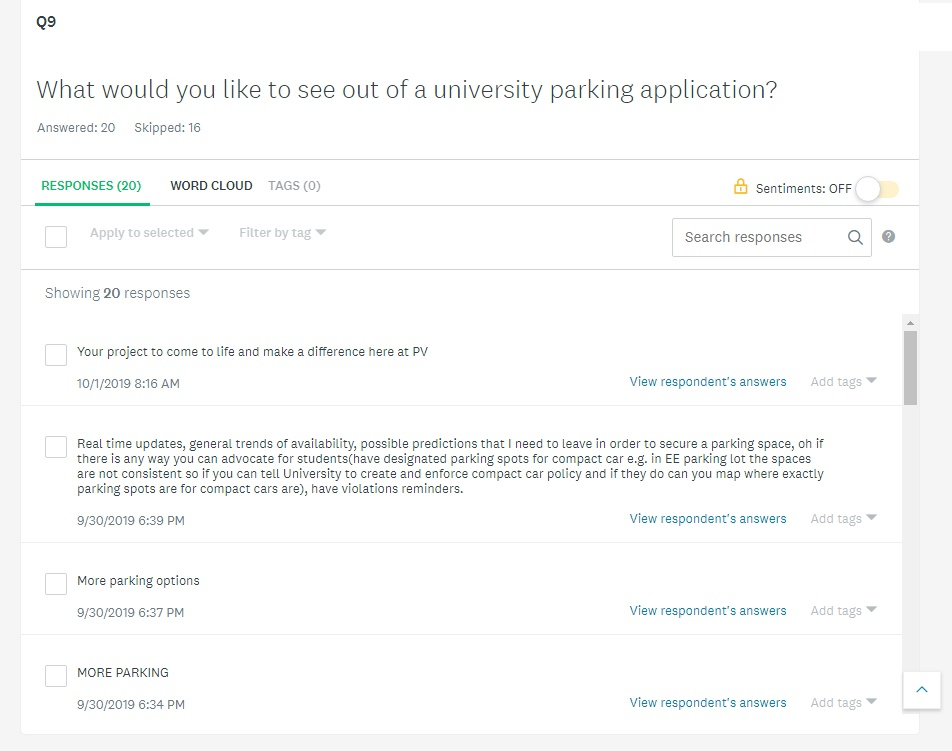 Q9
What would you like to see out of a university parking application?
Answered: 20 Skipped: 16
RESPONSES (20) WORD CLOUD TAGS (0) Sentiments: OFF
Apply to selected Filter by tag Search responses ?
Showing 20 responses
Your project to come to life and make a difference here at PV
10/1/2019 8:16 AM View respondent's answers Add tags
Real time updates, general trends of availability, possible predictions that I need to leave in order to secure a parking space, oh if
there is any way you can advocate for students(have designated parking spots for compact car e.g. in EE parking lot the spaces
are not consistent so if you can tell University to create and enforce compact car policy and if they do can you map where exactly
parking spots are for compact cars are), have violations reminders.
9/30/2019 6:39 PM View respondent's answers Add tags
More parking options
9/30/2019 6:37 PM View respondent's answers Add tags
MORE PARKING
9/30/2019 6:34 PM View respondent's answers Add tags